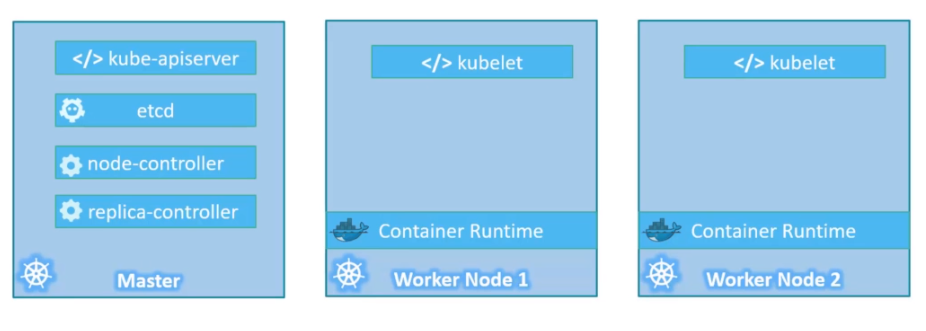 </> kube-apiserver
etcd
node-controller
replica-controller
Master
</> kubelet
Container Runtime
Worker Node 1
</> kubelet
Container Runtime
Worker Node 2